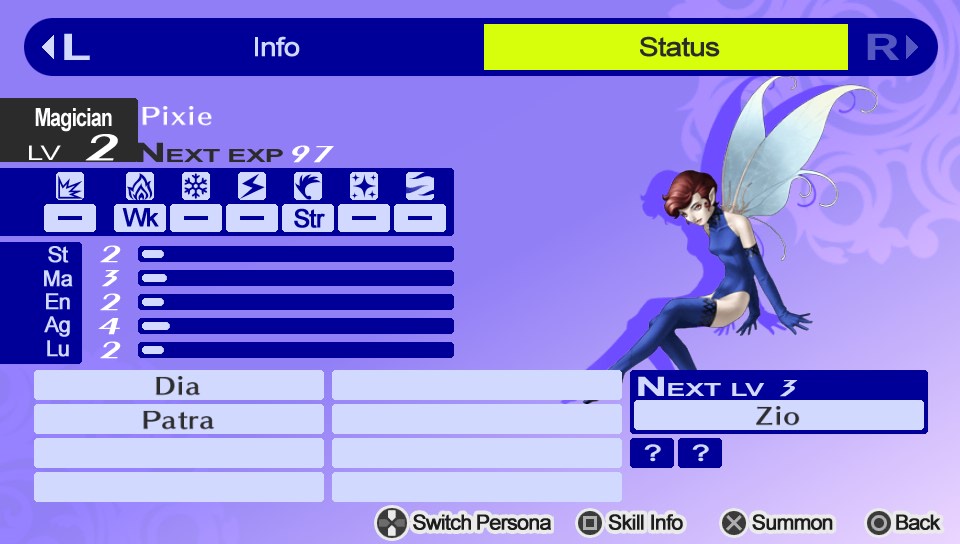 L Info Status R
Magician Pixie
LV 2 NEXT EXP 97
– Wk – – Str – –
St 2
Ma 3
En 2
Ag 4
Lu 2
Dia
Patra
NEXT LV 3
Zio
? ?
Switch Persona Skill Info Summon Back